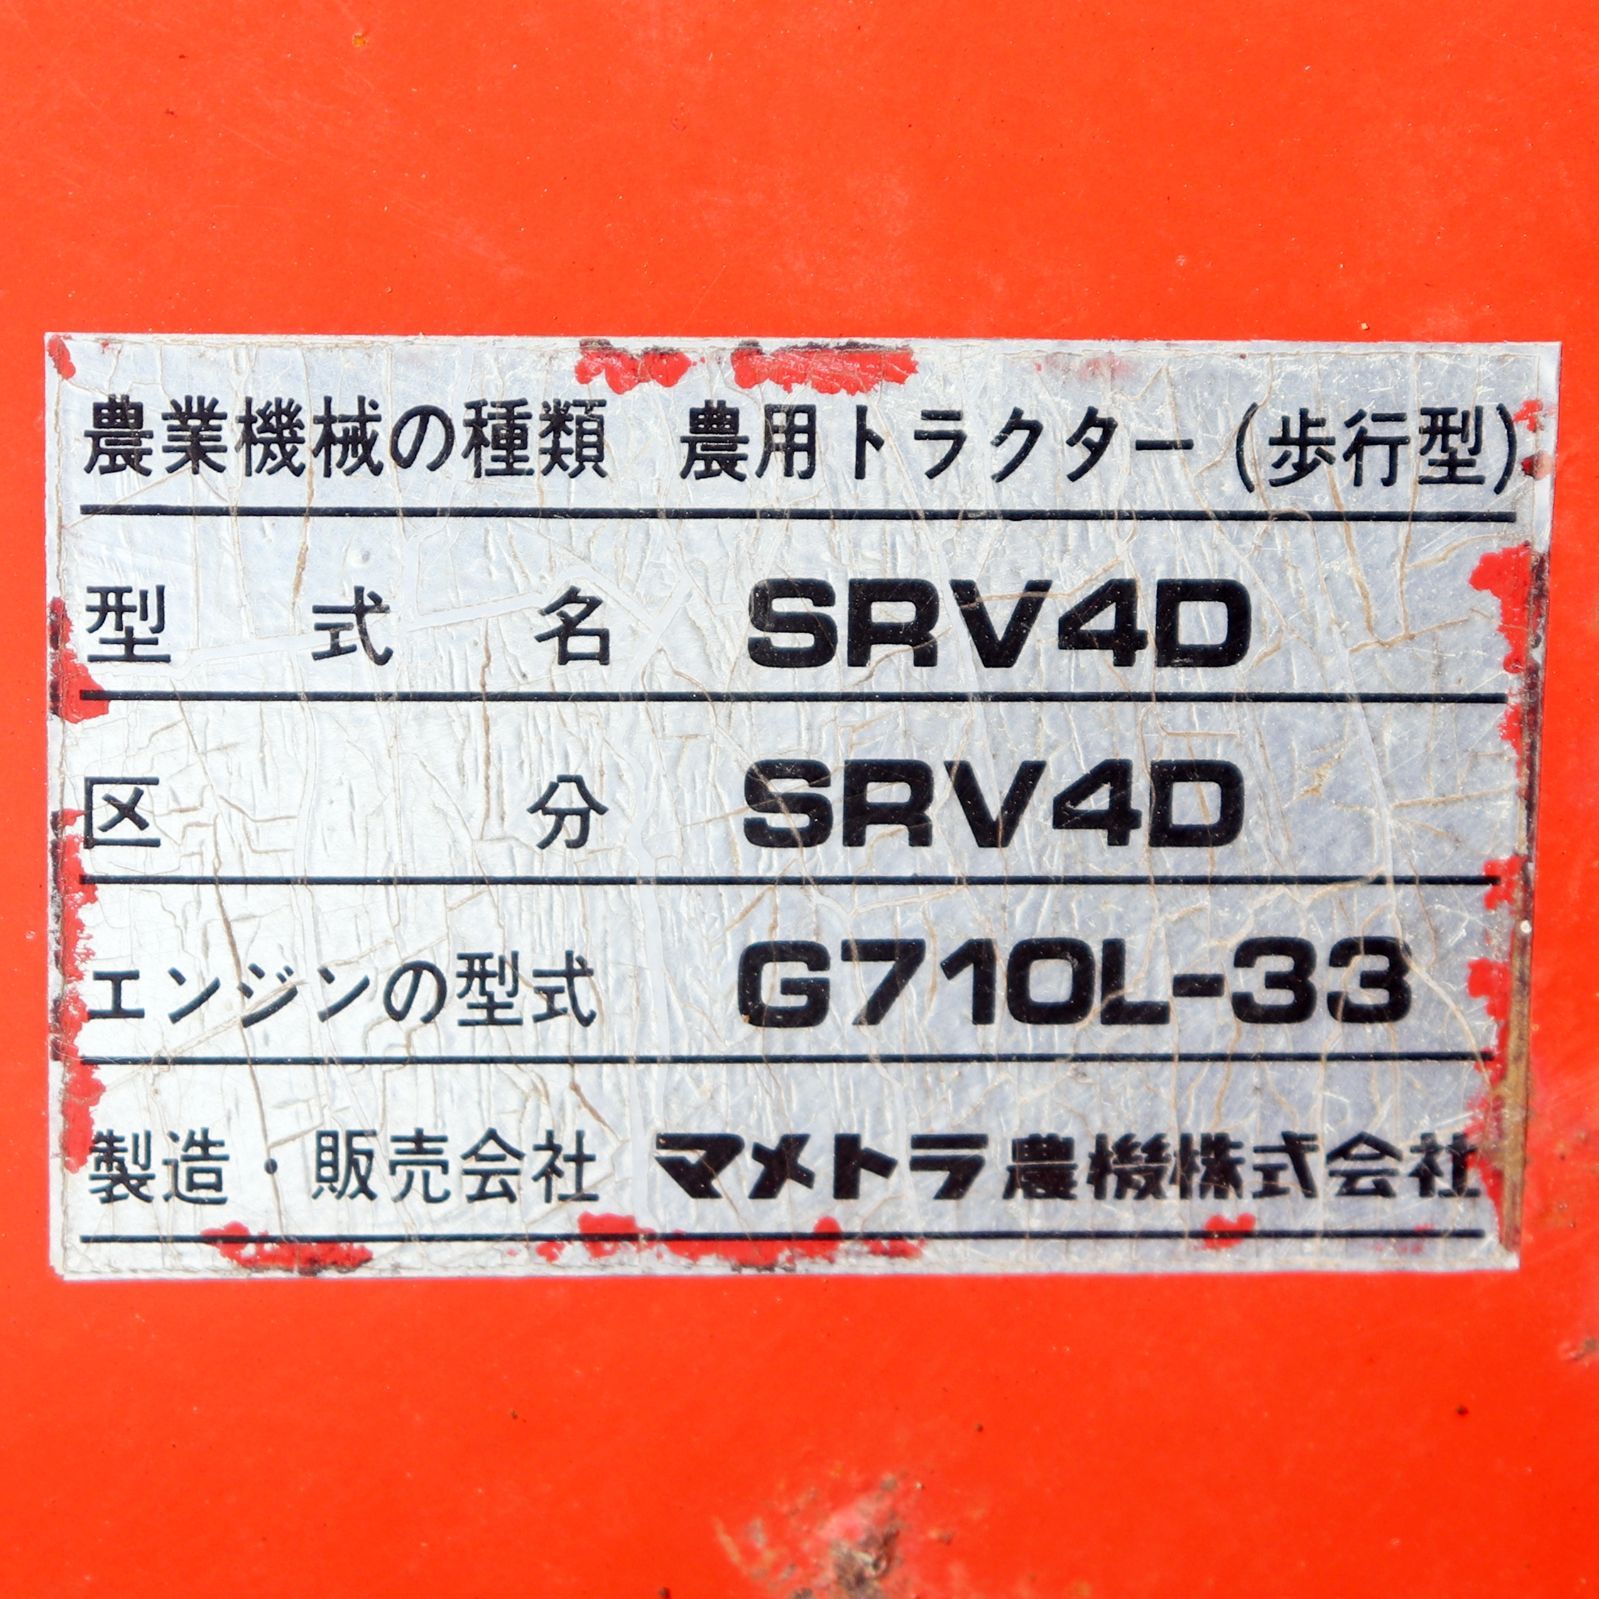 農業機械の種類 農用トラクター(歩行型)
型式名 SRV4D
区分 SRV4D
エンジンの型式 G710L-33
製造・販売会社 マメトラ農機株式会社